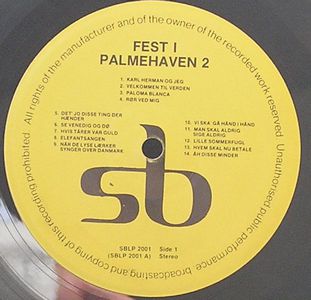 All rights of the manufacturer and of the owner of the recorded work reserved. Unauthorised public performance, broadcasting and copying of this recording prohibited.
FEST I
PALMEHAVEN 2
1. KARL HERMAN OG JEG
2. VELKOMMEN TIL VERDEN
3. PALOMA BLANCA
4. RØR VED MIG
5. DET' JO DISSE TING DER
HÆNDER
6. SE VENEDIG OG DØ
7. HVIS TÅRER VAR GULD
8. ELEFANTSANGEN
9. NÅR DE LYSE LÆRKER
SYNGER OVER DANMARK
10. VI SKA' GÅ HÅND I HÅND
11. MAN SKAL ALDRIG
SIGE ALDRIG
12. LILLE SOMMERFUGL
13. HVEM SKAL NU BETALE
14. ÅH DISSE MINDER
sb
SBLP 2001 Side 1
(SBLP 2001 A) Stereo